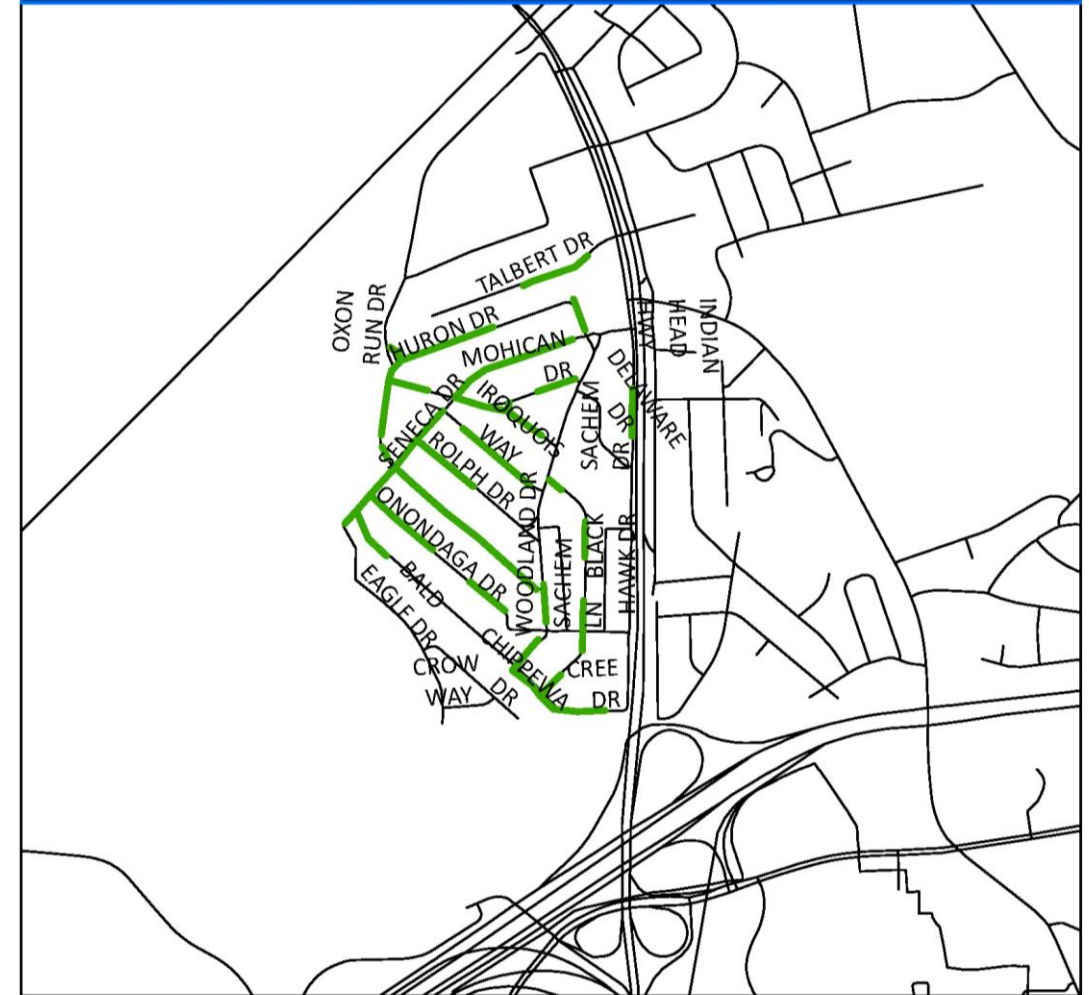 TALBERT DR
OXON
RUN DR
HURON DR
INDIAN
HEAD
HWY
MOHICAN
DR
DELAWARE
DR
SENECA DR
IROQUOIS
WAY
SACHEM
DR
ROLPH DR
ONONDAGA DR
WOODLAND DR
SACHEM
LN
BLACK
HAWK DR
BALD
EAGLE DR
CHIPPEWA
DR
CROW
WAY
CREE
DR